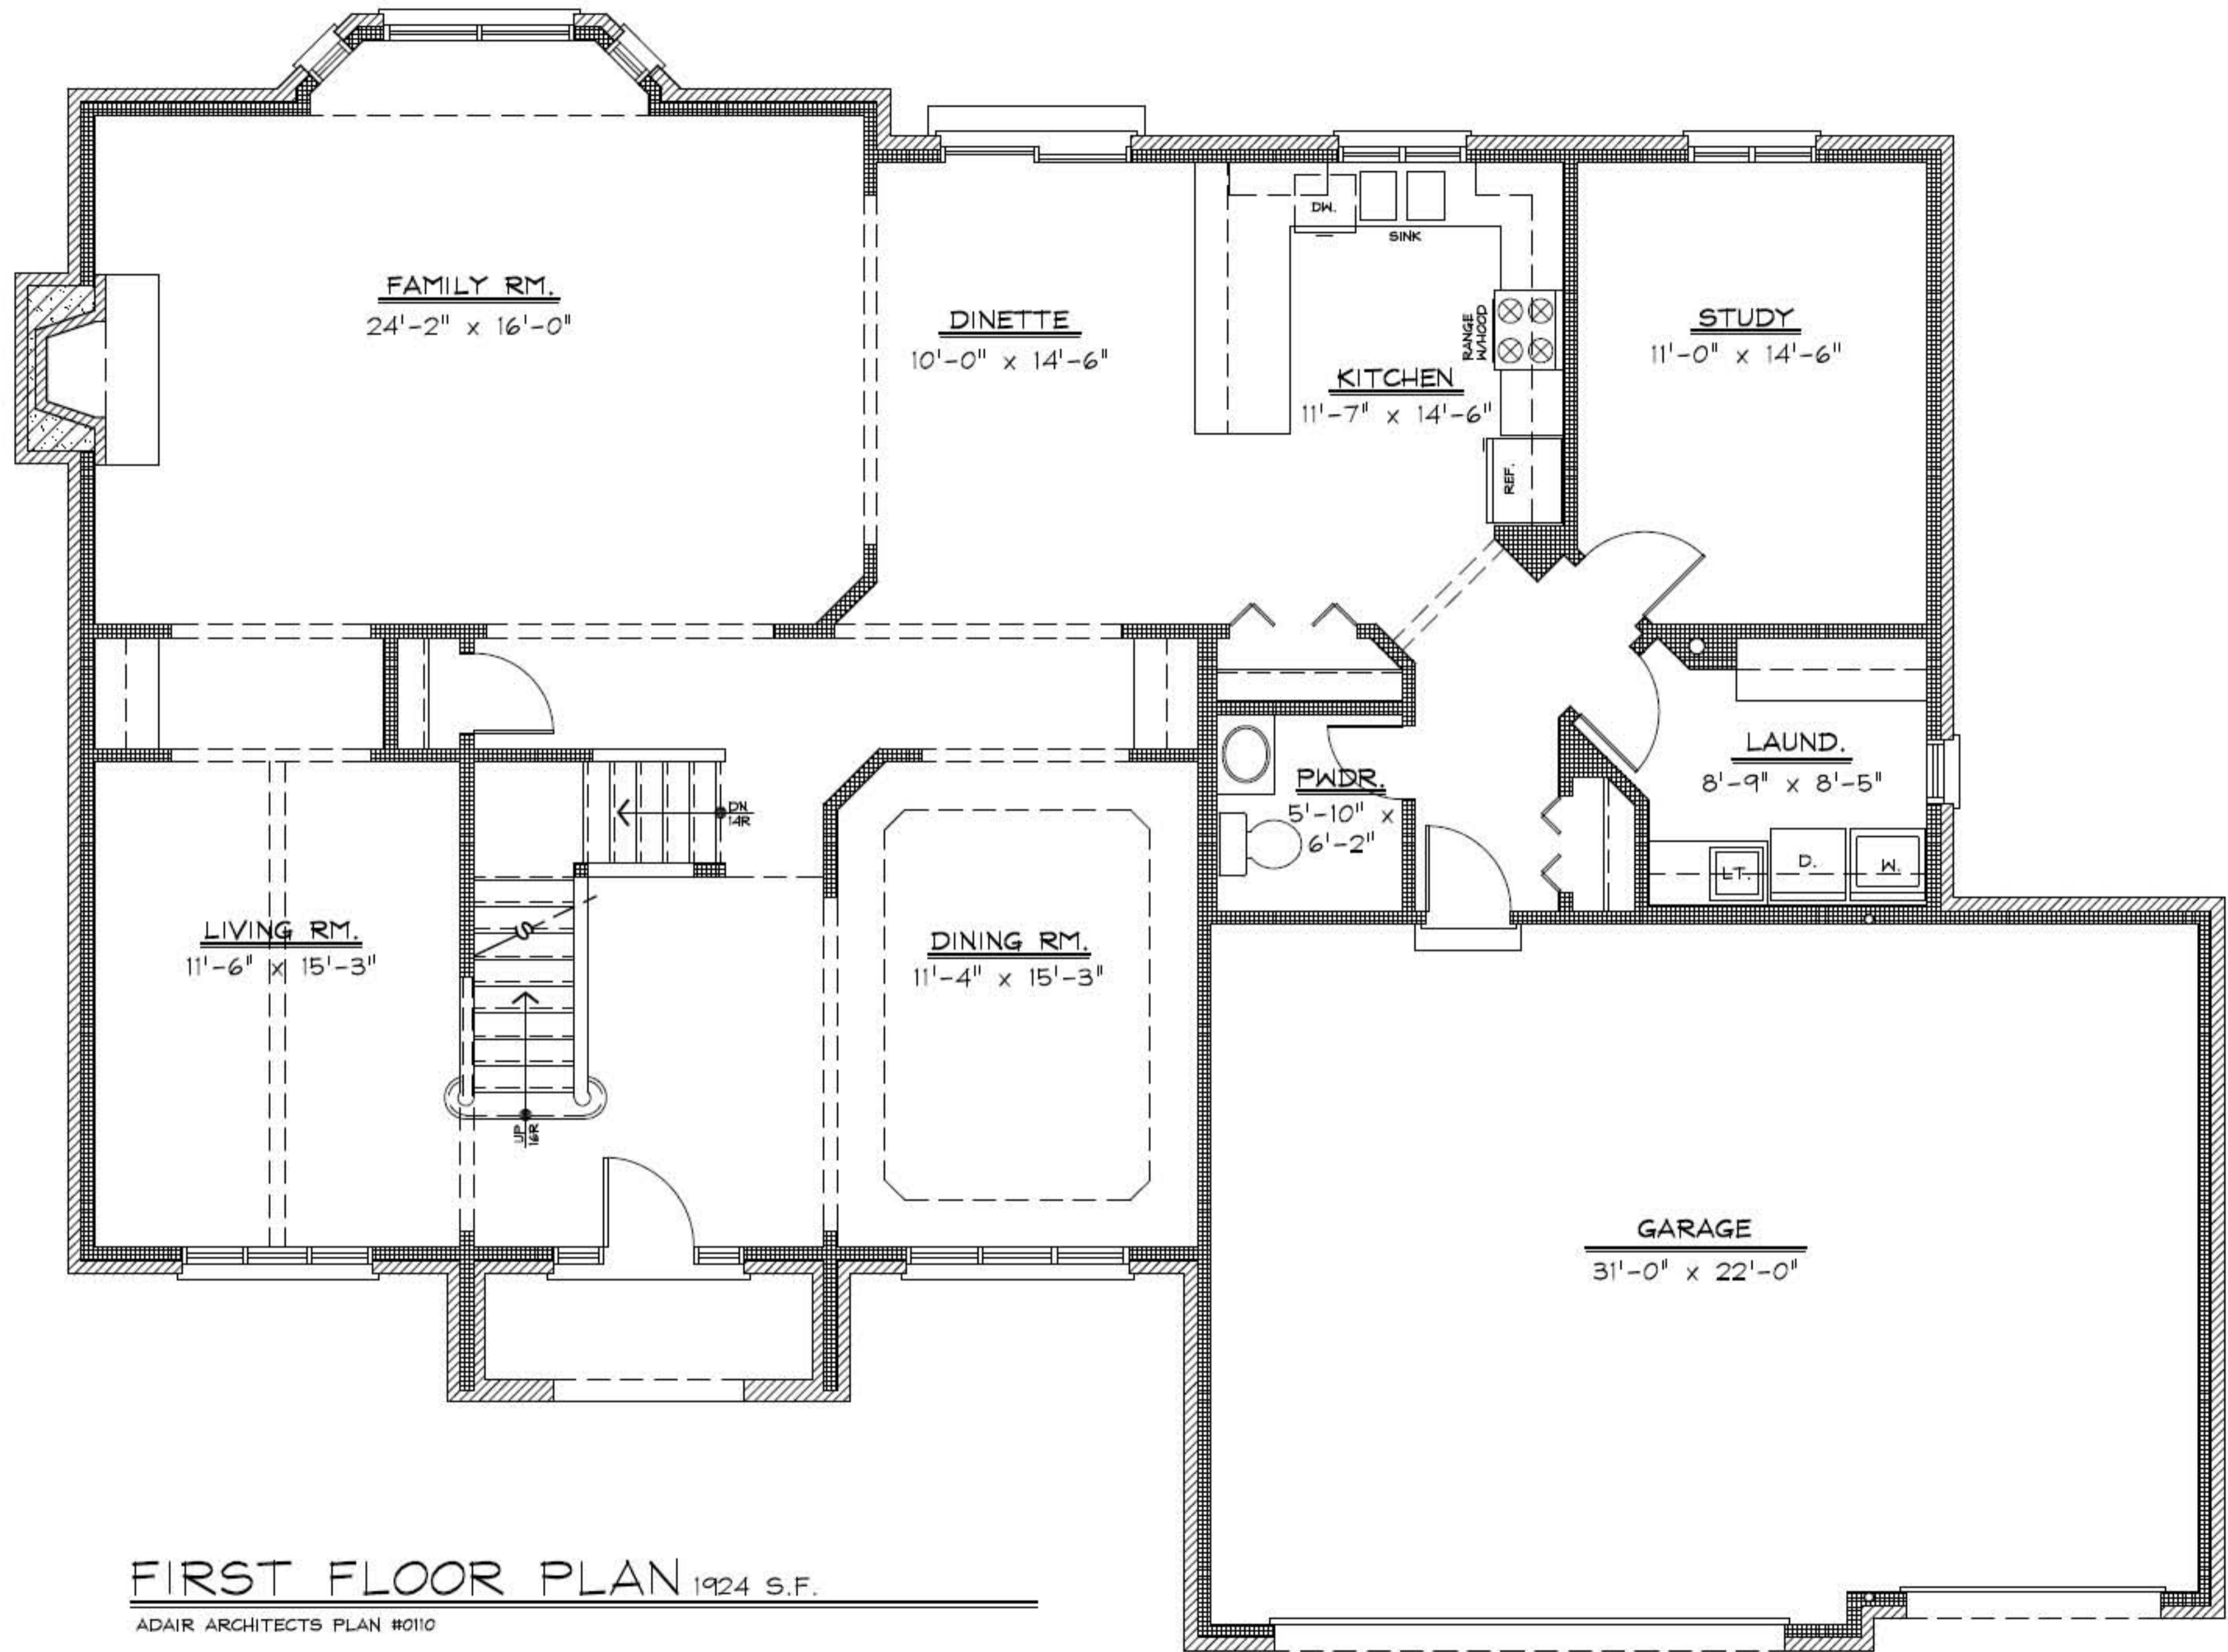 FAMILY RM.
24'-2" x 16'-0"
DINETTE
10'-0" x 14'-6"
DW.
SINK
RANGE
W/HOOD
KITCHEN
11'-7" x 14'-6"
REF.
STUDY
11'-0" x 14'-6"
LAUND.
8'-9" x 8'-5"
PWDR.
5'-10" x
6'-2"
LT.
D.
W.
DN
14R
LIVING RM.
11'-6" x 15'-3"
S
UP
16R
DINING RM.
11'-4" x 15'-3"
GARAGE
31'-0" x 22'-0"
FIRST FLOOR PLAN 1924 S.F.
ADAIR ARCHITECTS PLAN #0110